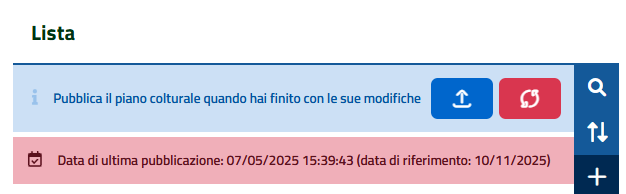 Lista
Pubblica il piano colturale quando hai finito con le sue modifiche
Data di ultima pubblicazione: 07/05/2025 15:39:43 (data di riferimento: 10/11/2025)